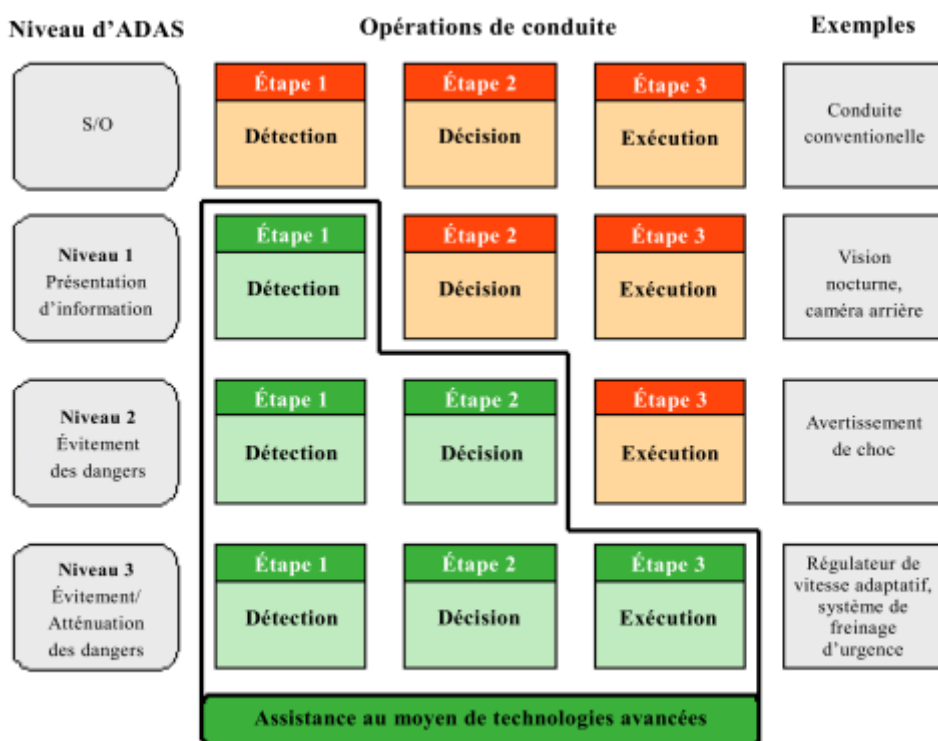 Niveau d’ADAS
Opérations de conduite
Exemples
S/O
Étape 1
Détection
Étape 2
Décision
Étape 3
Exécution
Conduite
conventionelle
Niveau 1
Présentation
d’information
Étape 1
Détection
Étape 2
Décision
Étape 3
Exécution
Vision
nocturne,
caméra arrière
Niveau 2
Évitement
des dangers
Étape 1
Détection
Étape 2
Décision
Étape 3
Exécution
Avertissement
de choc
Niveau 3
Évitement/
Atténuation
des dangers
Étape 1
Détection
Étape 2
Décision
Étape 3
Exécution
Régulateur de
vitesse adaptatif,
système de
freinage
d’urgence
Assistance au moyen de technologies avancées